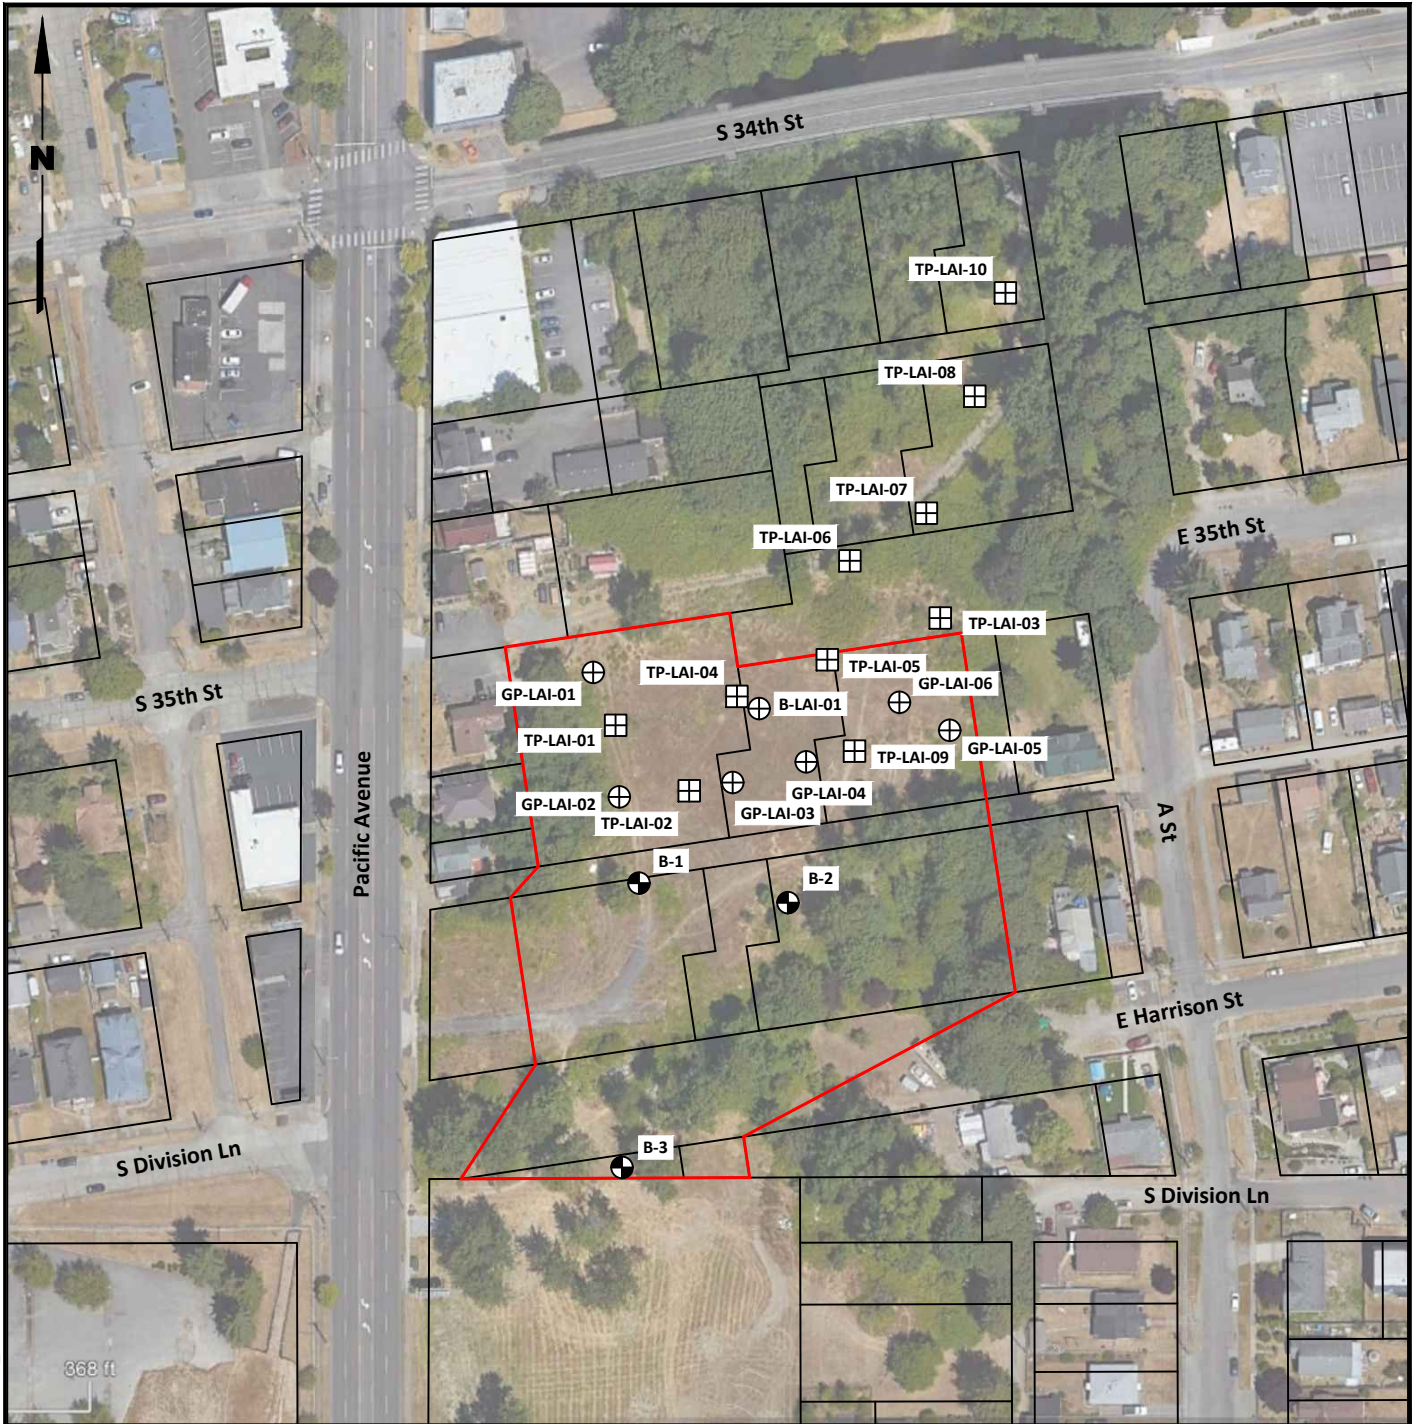 S 34th St
N
TP-LAI-10
TP-LAI-08
TP-LAI-07
E 35th St
TP-LAI-06
TP-LAI-03
TP-LAI-04
TP-LAI-05
S 35th St
GP-LAI-01
GP-LAI-06
B-LAI-01
TP-LAI-01
GP-LAI-05
TP-LAI-09
GP-LAI-02
GP-LAI-04
TP-LAI-02
GP-LAI-03
Pacific Avenue
A St
B-1
B-2
E Harrison St
S Division Ln
B-3
S Division Ln
368 ft